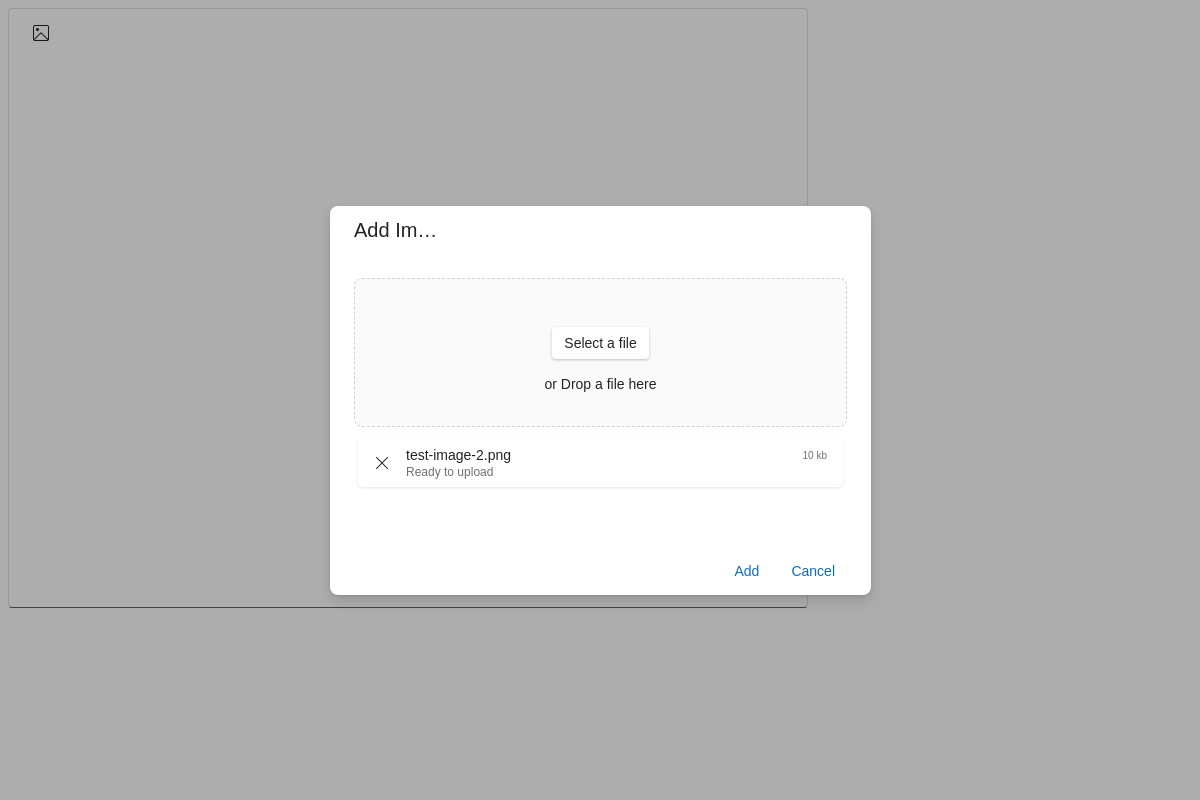 Add Im…
Select a file
or Drop a file here
test-image-2.png
10 kb
Ready to upload
Add
Cancel